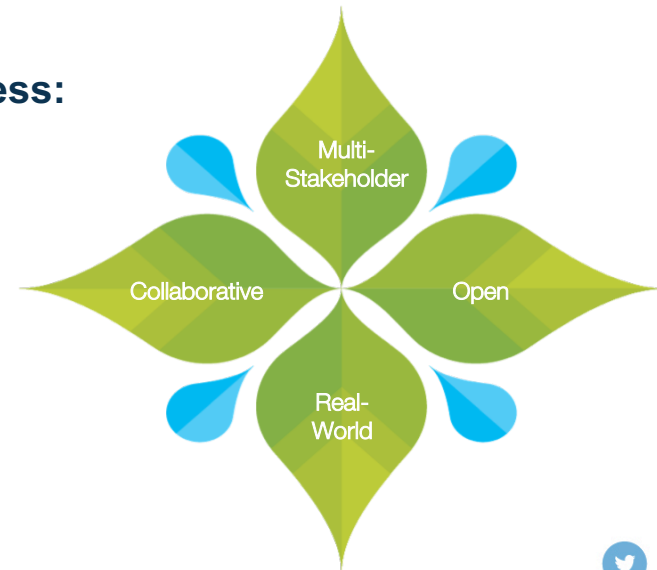 ess:
Multi-
Stakeholder
Collaborative
Open
Real-
World